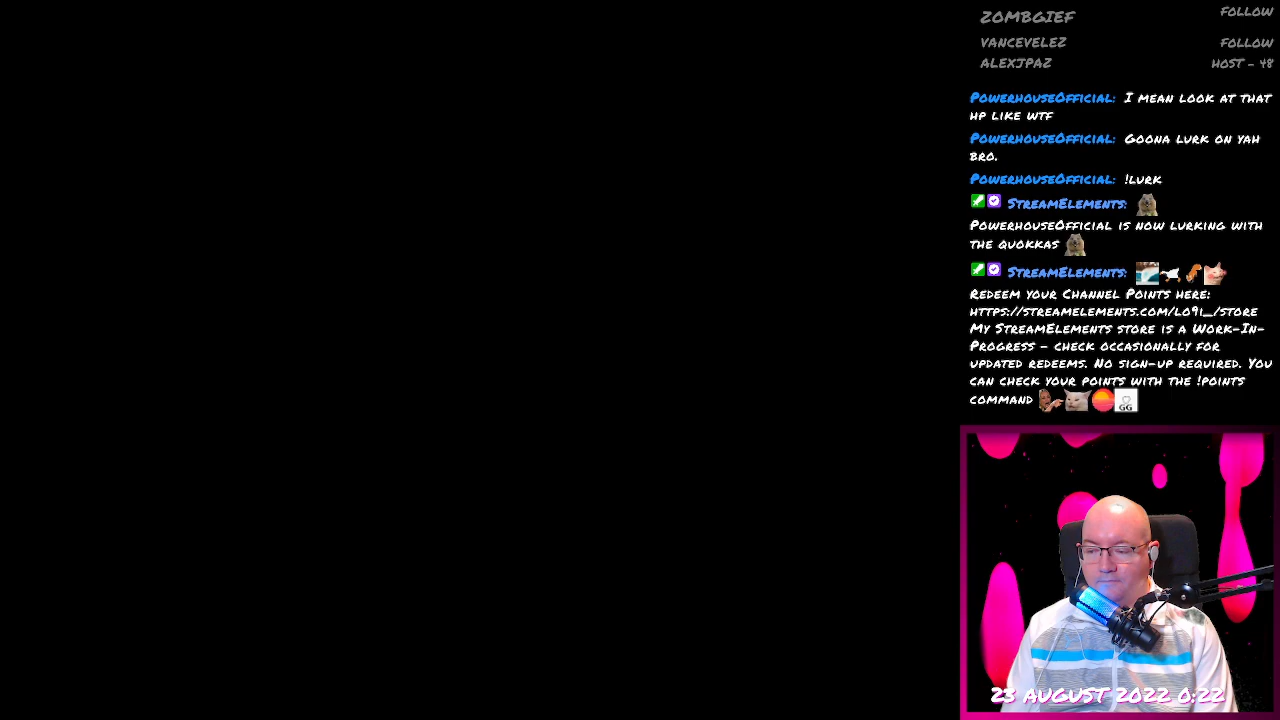 ZOMBGIEF FOLLOW
VANCEVELEZ FOLLOW
ALEXJPAZ HOST - 48
PowerhouseOfficial: I mean look at that
hp like wtf
PowerhouseOfficial: Goona lurk on yah
bro.
PowerhouseOfficial: !lurk
StreamElements:
PowerhouseOfficial is now lurking with
the quokkas
StreamElements:
Redeem your Channel Points here:
https://streamelements.com/lo9i_/store
My StreamElements store is a Work-In-
Progress - check occasionally for
updated redeems. No sign-up required. You
can check your points with the !points
command
GG
23 AUGUST 2022 0:22